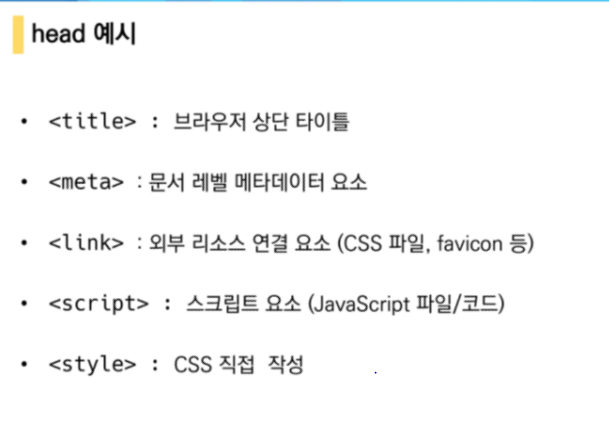 head 예시
• <title> : 브라우저 상단 타이틀
• <meta> : 문서 레벨 메타데이터 요소
• <link> : 외부 리소스 연결 요소 (CSS 파일, favicon 등)
• <script> : 스크립트 요소 (JavaScript 파일/코드)
• <style> : CSS 직접 작성